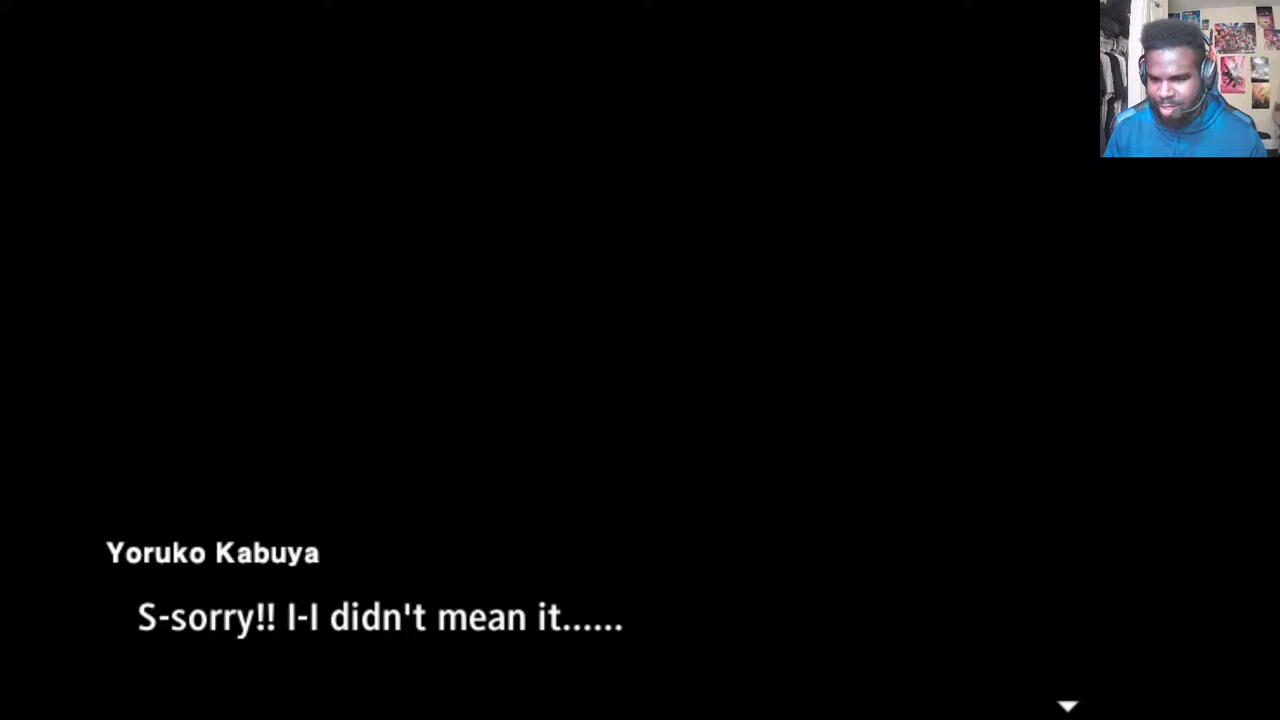 Yoruko Kabuya
S-sorry!! I-I didn't mean it......